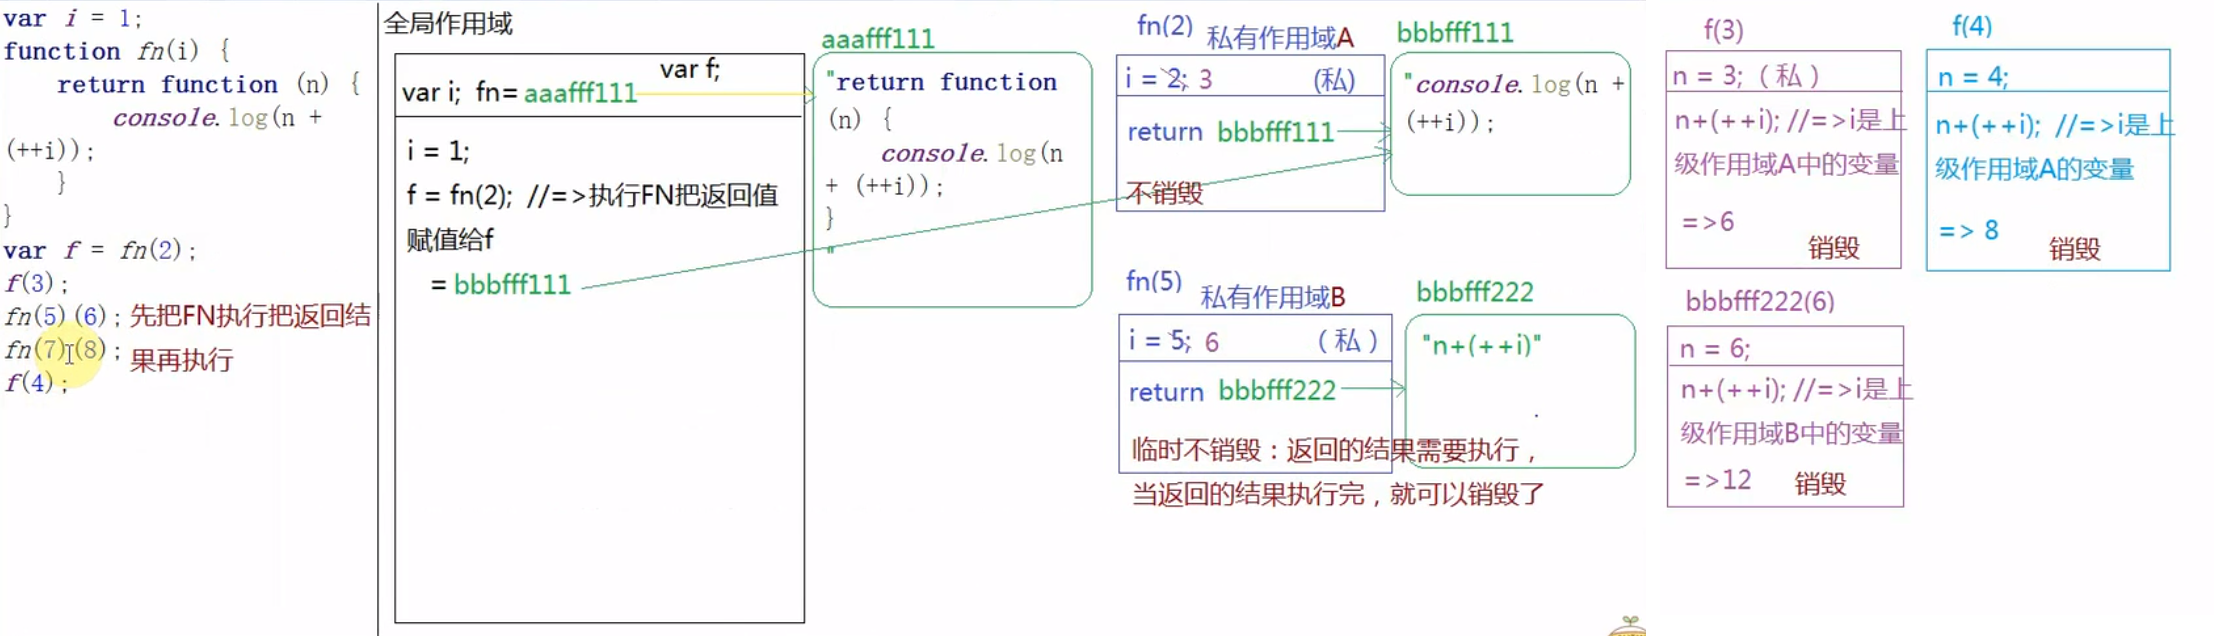 var i = 1;
function fn(i) {
return function (n) {
console.log(n +
(++i));
}
}
var f = fn(2);
f(3);
fn(5)(6);先把FN执行把返回结
fn(7)(8);果再执行
f(4);
全局作用域
var f;
var i; fn= aaafff111
i = 1;
f = fn(2); //=>执行FN把返回值
赋值给f
= bbbfff111
aaafff111
"return function
(n) {
console.log(n
+ (++i));
}
"
fn(2) 私有作用域A
i = 2; 3 (私)
return bbbfff111
不销毁
bbbfff111
"console.log(n +
(++i));
fn(5) 私有作用域B
i = 5; 6 (私)
return bbbfff222
临时不销毁：返回的结果需要执行，
当返回的结果执行完，就可以销毁了
bbbfff222
"n+(++i)"
f(3)
n = 3;（私）
n+(++i); //=>i是上
级作用域A中的变量
=>6
销毁
f(4)
n = 4;
n+(++i); //=>i是上
级作用域A的变量
=> 8
销毁
bbbfff222(6)
n = 6;
n+(++i); //=>i是上
级作用域B中的变量
=>12 销毁